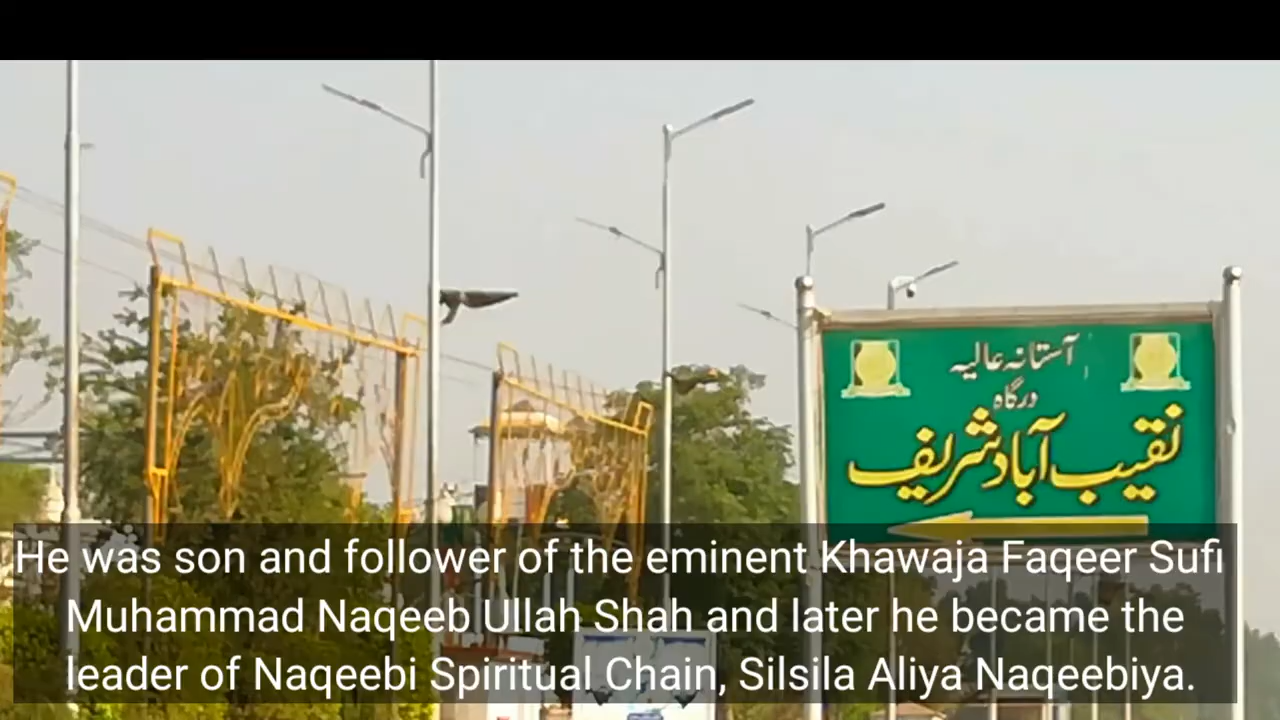 آستانہ عالیہ
درگاہ
نقیب آباد شریف
He was son and follower of the eminent Khawaja Faqeer Sufi
Muhammad Naqeeb Ullah Shah and later he became the
leader of Naqeebi Spiritual Chain, Silsila Aliya Naqeebiya.